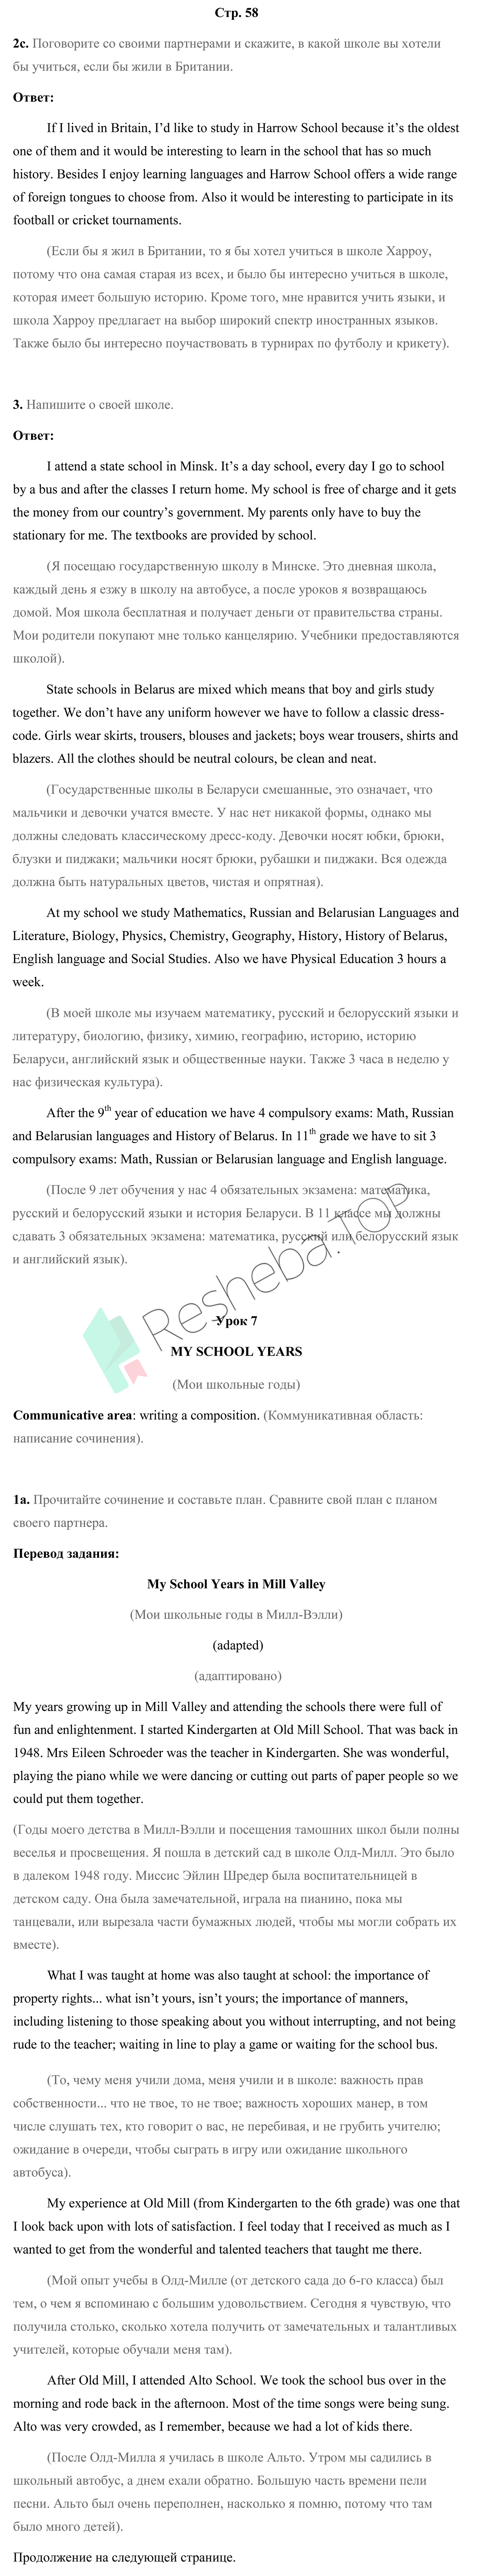 Стр. 58
2c. Поговорите со своими партнерами и скажите, в какой школе вы хотели
бы учиться, если бы жили в Британии.
Ответ:
If I lived in Britain, I’d like to study in Harrow School because it’s the oldest
one of them and it would be interesting to learn in the school that has so much
history. Besides I enjoy learning languages and Harrow School offers a wide range
of foreign tongues to choose from. Also it would be interesting to participate in its
football or cricket tournaments.
(Если бы я жил в Британии, то я бы хотел учиться в школе Харроу,
потому что она самая старая из всех, и было бы интересно учиться в школе,
которая имеет большую историю. Кроме того, мне нравится учить языки, и
школа Харроу предлагает на выбор широкий спектр иностранных языков.
Также было бы интересно поучаствовать в турнирах по футболу и крикету).
3. Напишите о своей школе.
Ответ:
I attend a state school in Minsk. It’s a day school, every day I go to school
by a bus and after the classes I return home. My school is free of charge and it gets
the money from our country’s government. My parents only have to buy the
stationary for me. The textbooks are provided by school.
(Я посещаю государственную школу в Минске. Это дневная школа,
каждый день я езжу в школу на автобусе, а после уроков я возвращаюсь
домой. Моя школа бесплатная и получает деньги от правительства страны.
Мои родители покупают мне только канцелярию. Учебники предоставляются
школой).
State schools in Belarus are mixed which means that boy and girls study
together. We don’t have any uniform however we have to follow a classic dress-
code. Girls wear skirts, trousers, blouses and jackets; boys wear trousers, shirts and
blazers. All the clothes should be neutral colours, be clean and neat.
(Государственные школы в Беларуси смешанные, это означает, что
мальчики и девочки учатся вместе. У нас нет никакой формы, однако мы
должны следовать классическому дресс-коду. Девочки носят юбки, брюки,
блузки и пиджаки; мальчики носят брюки, рубашки и пиджаки. Вся одежда
должна быть натуральных цветов, чистая и опрятная).
At my school we study Mathematics, Russian and Belarusian Languages and
Literature, Biology, Physics, Chemistry, Geography, History, History of Belarus,
English language and Social Studies. Also we have Physical Education 3 hours a
week.
(В моей школе мы изучаем математику, русский и белорусский языки и
литературу, биологию, физику, химию, географию, историю, историю
Беларуси, английский язык и общественные науки. Также 3 часа в неделю у
нас физическая культура).
After the 9th year of education we have 4 compulsory exams: Math, Russian
and Belarusian languages and History of Belarus. In 11th grade we have to sit 3
compulsory exams: Math, Russian or Belarusian language and English language.
(После 9 лет обучения у нас 4 обязательных экзамена: математика,
русский и белорусский языки и история Беларуси. В 11 классе мы должны
сдавать 3 обязательных экзамена: математика, русский или белорусский язык
и английский язык).
Resheba.TOP
Урок 7
MY SCHOOL YEARS
(Мои школьные годы)
Communicative area: writing a composition. (Коммуникативная область:
написание сочинения).
1a. Прочитайте сочинение и составьте план. Сравните свой план с планом
своего партнера.
Перевод задания:
My School Years in Mill Valley
(Мои школьные годы в Милл-Вэлли)
(adapted)
(адаптировано)
My years growing up in Mill Valley and attending the schools there were full of
fun and enlightenment. I started Kindergarten at Old Mill School. That was back in
1948. Mrs Eileen Schroeder was the teacher in Kindergarten. She was wonderful,
playing the piano while we were dancing or cutting out parts of paper people so we
could put them together.
(Годы моего детства в Милл-Вэлли и посещения тамошних школ были полны
веселья и просвещения. Я пошла в детский сад в школе Олд-Милл. Это было
в далеком 1948 году. Миссис Эйлин Шредер была воспитательницей в
детском саду. Она была замечательной, играла на пианино, пока мы
танцевали, или вырезала части бумажных людей, чтобы мы могли собрать их
вместе).
What I was taught at home was also taught at school: the importance of
property rights... what isn’t yours, isn’t yours; the importance of manners,
including listening to those speaking about you without interrupting, and not being
rude to the teacher; waiting in line to play a game or waiting for the school bus.
(То, чему меня учили дома, меня учили и в школе: важность прав
собственности... что не твое, то не твое; важность хороших манер, в том
числе слушать тех, кто говорит о вас, не перебивая, и не грубить учителю;
ожидание в очереди, чтобы сыграть в игру или ожидание школьного
автобуса).
My experience at Old Mill (from Kindergarten to the 6th grade) was one that
I look back upon with lots of satisfaction. I feel today that I received as much as I
wanted to get from the wonderful and talented teachers that taught me there.
(Мой опыт учебы в Олд-Милле (от детского сада до 6-го класса) был
тем, о чем я вспоминаю с большим удовольствием. Сегодня я чувствую, что
получила столько, сколько хотела получить от замечательных и талантливых
учителей, которые обучали меня там).
After Old Mill, I attended Alto School. We took the school bus over in the
morning and rode back in the afternoon. Most of the time songs were being sung.
Alto was very crowded, as I remember, because we had a lot of kids there.
(После Олд-Милла я училась в школе Альто. Утром мы садились в
школьный автобус, а днем ехали обратно. Большую часть времени пели
песни. Альто был очень переполнен, насколько я помню, потому что там
было много детей).
Продолжение на следующей странице.